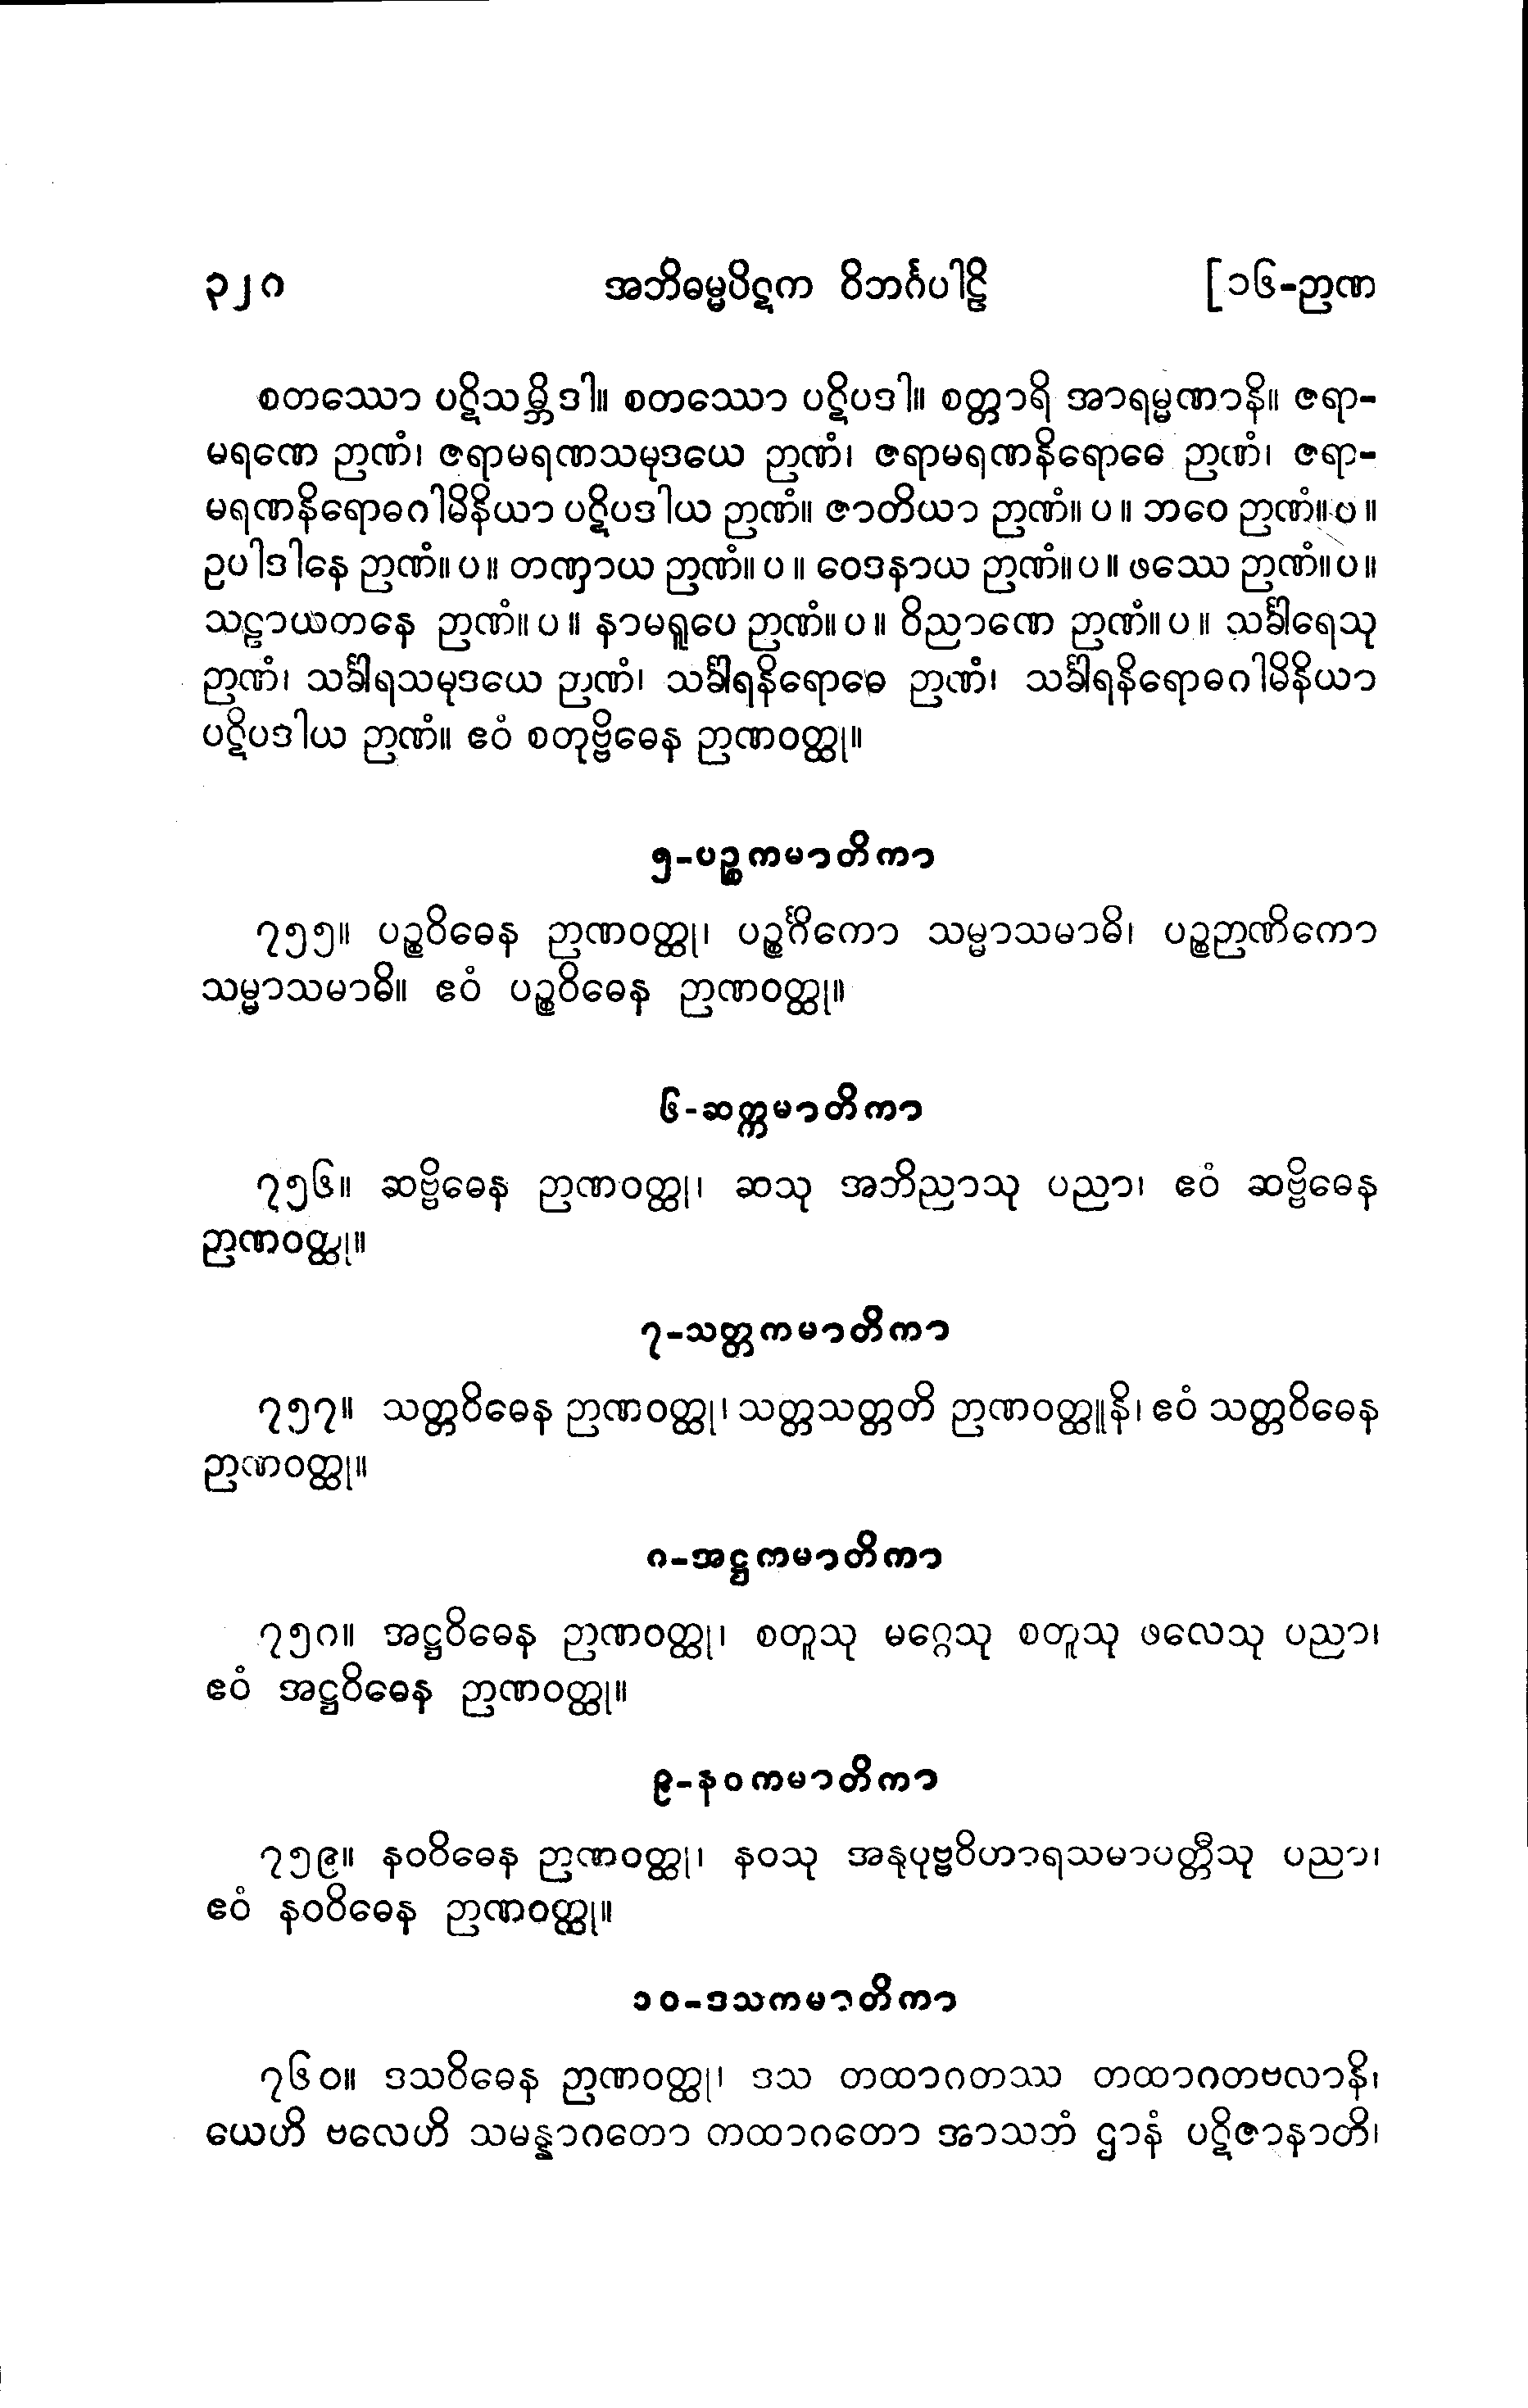 ၃၂၈ အဘိဓမ္မပိဋက ဝိဘင်္ဂပါဠိ [၁၆-ဉာဏ
စတဿော ပဋိသမ္ဘိဒါ။ စတဿော ပဋိပဒါ။ စတ္တာရိ အာရမ္မဏာနိ။ ဇရာ-
မရဏေ ဉာဏံ၊ ဇရာမရဏသမုဒယေ ဉာဏံ၊ ဇရာမရဏနိရောဓေ ဉာဏံ၊ ဇရာ-
မရဏနိရောဓဂါမိနိယာ ပဋိပဒါယ ဉာဏံ။ ဇာတိယာ ဉာဏံ။ ပ ။ ဘဝေ ဉာဏံ။ ပ ။
ဥပါဒါနေ ဉာဏံ။ ပ ။ တဏှာယ ဉာဏံ။ ပ ။ ဝေဒနာယ ဉာဏံ။ ပ ။ ဖဿေ ဉာဏံ။ ပ ။
သဠာယတနေ ဉာဏံ။ ပ ။ နာမရူပေ ဉာဏံ။ ပ ။ ဝိညာဏေ ဉာဏံ။ ပ ။ သင်္ခါရေသု
ဉာဏံ၊ သင်္ခါရသမုဒယေ ဉာဏံ၊ သင်္ခါရနိရောဓေ ဉာဏံ၊ သင်္ခါရနိရောဓဂါမိနိယာ
ပဋိပဒါယ ဉာဏံ။ ဧဝံ စတုဗ္ဗိဓေန ဉာဏဝတ္ထု။
၅-ပဉ္စကမာတိကာ
၇၅၅။ ပဉ္စဝိဓေန ဉာဏဝတ္ထု၊ ပဉ္စင်္ဂိကော သမ္မာသမာဓိ၊ ပဉ္စဉာဏိကော
သမ္မာသမာဓိ။ ဧဝံ ပဉ္စဝိဓေန ဉာဏဝတ္ထု။
၆-ဆက္ကမာတိကာ
၇၅၆။ ဆဗ္ဗိဓေန ဉာဏဝတ္ထု၊ ဆသု အဘိညာသု ပညာ၊ ဧဝံ ဆဗ္ဗိဓေန
ဉာဏဝတ္ထု။
၇-သတ္တကမာတိကာ
၇၅၇။ သတ္တဝိဓေန ဉာဏဝတ္ထု၊ သတ္တသတ္တတိ ဉာဏဝတ္ထူနိ၊ ဧဝံ သတ္တဝိဓေန
ဉာဏဝတ္ထု။
၈-အဋ္ဌကမာတိကာ
၇၅၈။ အဋ္ဌဝိဓေန ဉာဏဝတ္ထု၊ စတူသု မဂ္ဂေသု စတူသု ဖလေသု ပညာ၊
ဧဝံ အဋ္ဌဝိဓေန ဉာဏဝတ္ထု။
၉-နဝကမာတိကာ
၇၅၉။ နဝဝိဓေန ဉာဏဝတ္ထု၊ နဝသု အနုပုဗ္ဗဝိဟာရသမာပတ္တီသု ပညာ၊
ဧဝံ နဝဝိဓေန ဉာဏဝတ္ထု။
၁၀-ဒသကမာတိကာ
၇၆၀။ ဒသဝိဓေန ဉာဏဝတ္ထု၊ ဒသ တထာဂတဿ တထာဂတဗလာနိ၊
ယေဟိ ဗလေဟိ သမန္နာဂတော တထာဂတော အာသဘံ ဌာနံ ပဋိဇာနာတိ၊